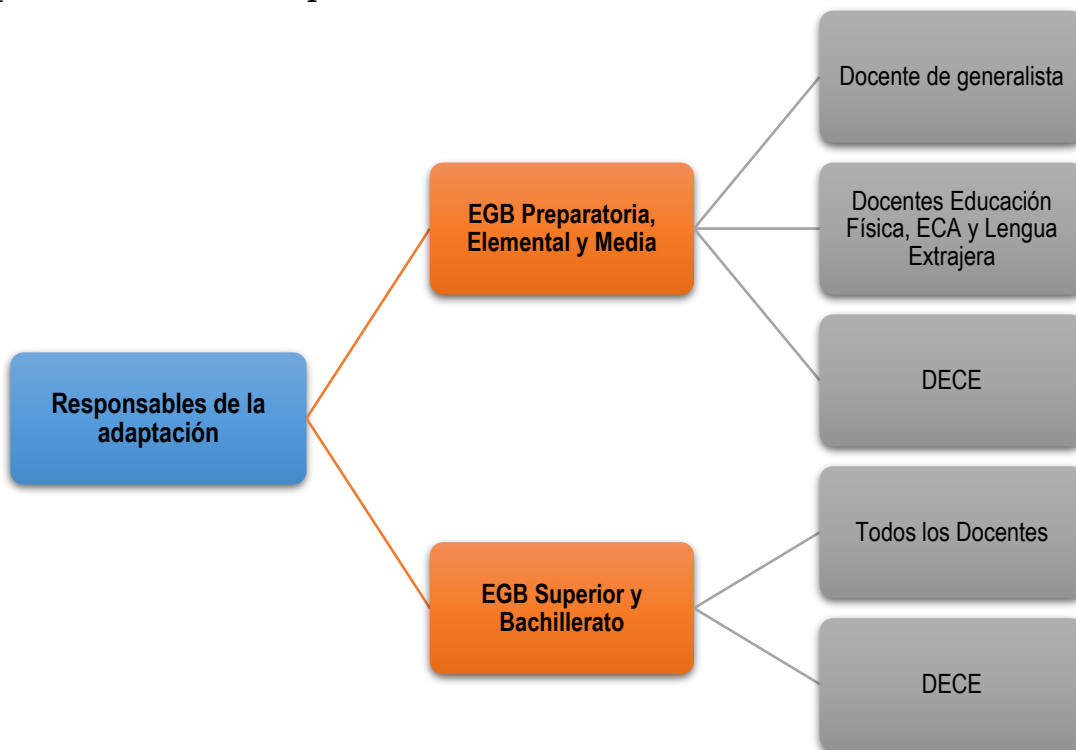 Docente de generalista
EGB Preparatoria,
Elemental y Media
Docentes Educación
Física, ECA y Lengua
Extrajera
DECE
Responsables de la
adaptación
Todos los Docentes
EGB Superior y
Bachillerato
DECE